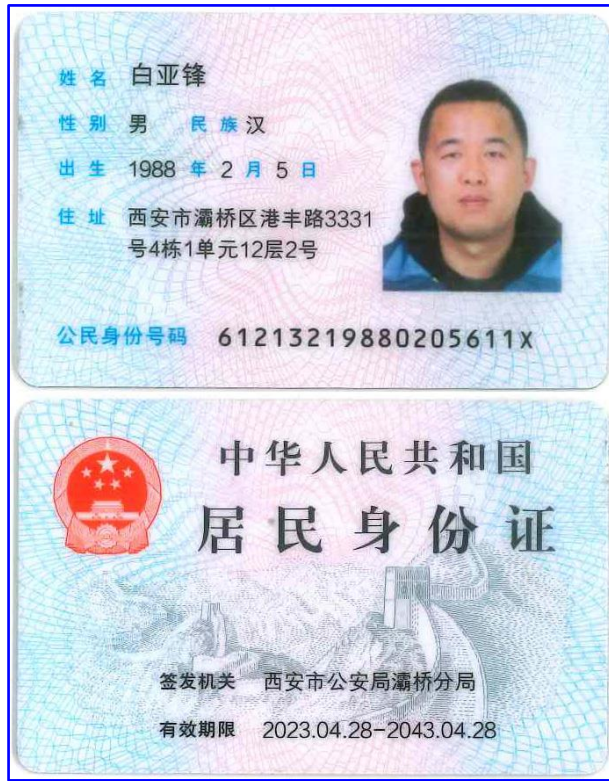 姓名 白亚锋
性别 男 民族 汉
出生 1988 年 2 月 5 日
住址 西安市灞桥区港丰路3331
号4栋1单元12层2号
公民身份号码 61213219880205611X
中华人民共和国
居民身份证
签发机关 西安市公安局灞桥分局
有效期限 2023.04.28-2043.04.28